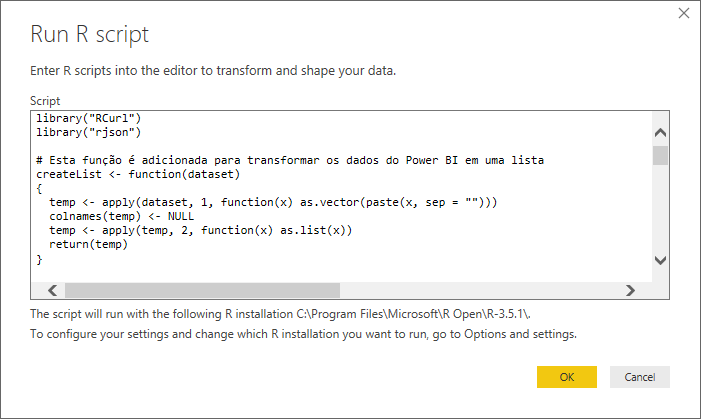 Run R script
Enter R scripts into the editor to transform and shape your data.
Script
library("RCurl")
library("rjson")
# Esta função é adicionada para transformar os dados do Power BI em uma lista
createList <- function(dataset)
{
  temp <- apply(dataset, 1, function(x) as.vector(paste(x, sep = "")))
  colnames(temp) <- NULL
  temp <- apply(temp, 2, function(x) as.list(x))
  return(temp)
}
The script will run with the following R installation C:\Program Files\Microsoft\R Open\R-3.5.1\.
To configure your settings and change which R installation you want to run, go to Options and settings.
OK
Cancel